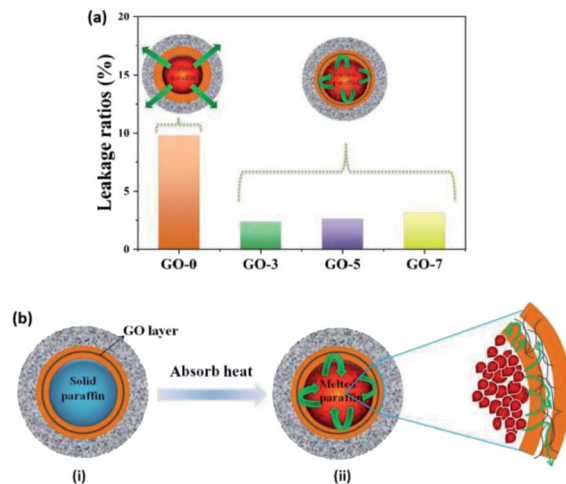 (a)
Leakage ratios (%)
20
15
10
5
0
GO-0
GO-3
GO-5
GO-7
(b)
GO layer
Solid
paraffin
Absorb heat
Melted
paraffin
(i)
(ii)